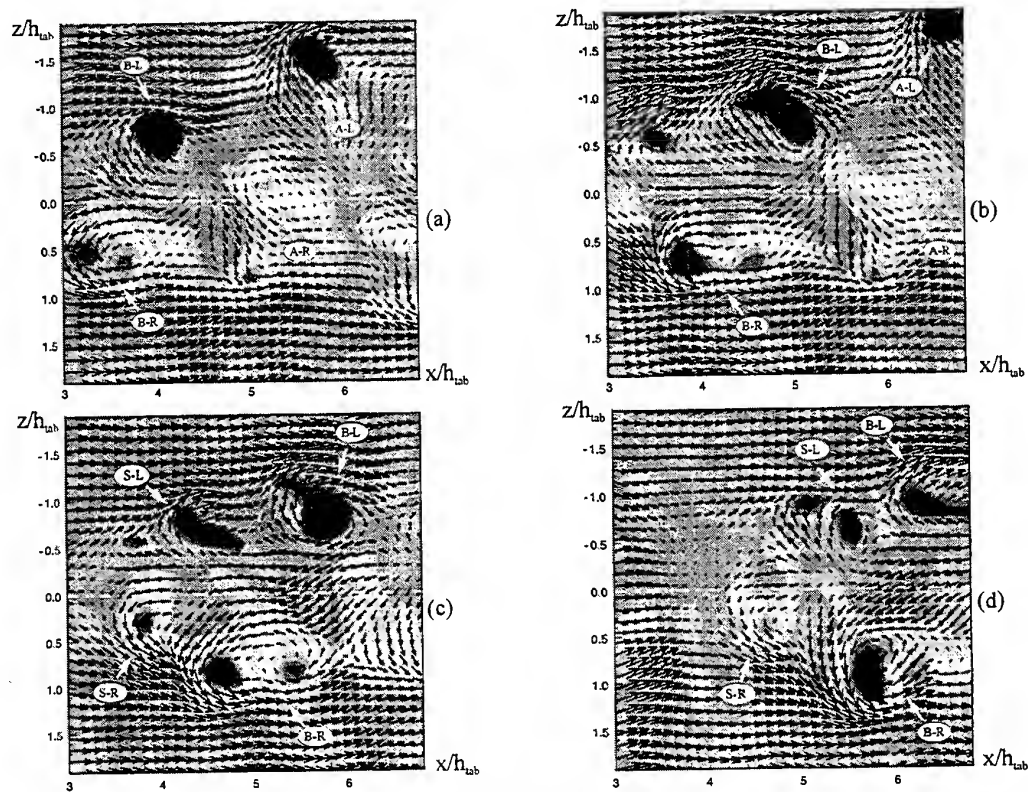 z/h_tab
-1.5
-1.0
-0.5
0.0
0.5
1.0
1.5
3 4 5 6
x/h_tab
B-L
A-L
A-R
B-R
(a)
z/h_tab
-1.5
-1.0
-0.5
0.0
0.5
1.0
1.5
3 4 5 6
x/h_tab
B-L
A-L
A-R
B-R
(b)
z/h_tab
-1.5
-1.0
-0.5
0.0
0.5
1.0
1.5
3 4 5 6
x/h_tab
B-L
S-L
S-R
B-R
(c)
z/h_tab
-1.5
-1.0
-0.5
0.0
0.5
1.0
1.5
3 4 5 6
x/h_tab
B-L
S-L
S-R
B-R
(d)